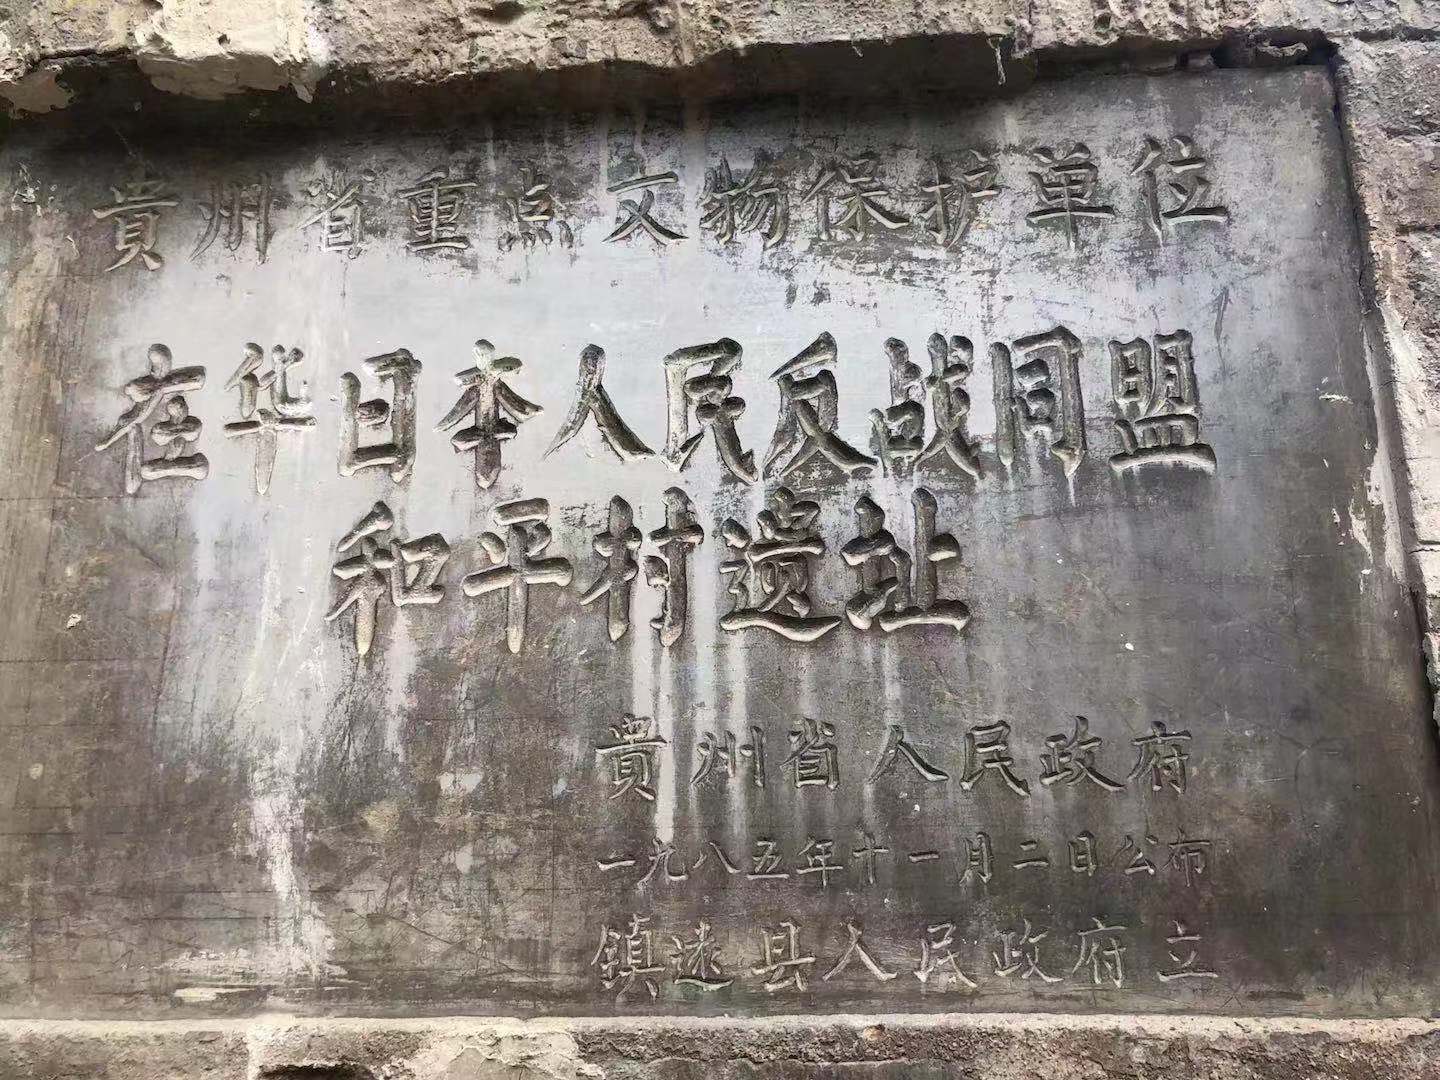 貴州省重点文物保护单位
在华日本人民反战同盟
和平村遗址
貴州省人民政府
一九八五年十一月二日公布
镇远县人民政府立